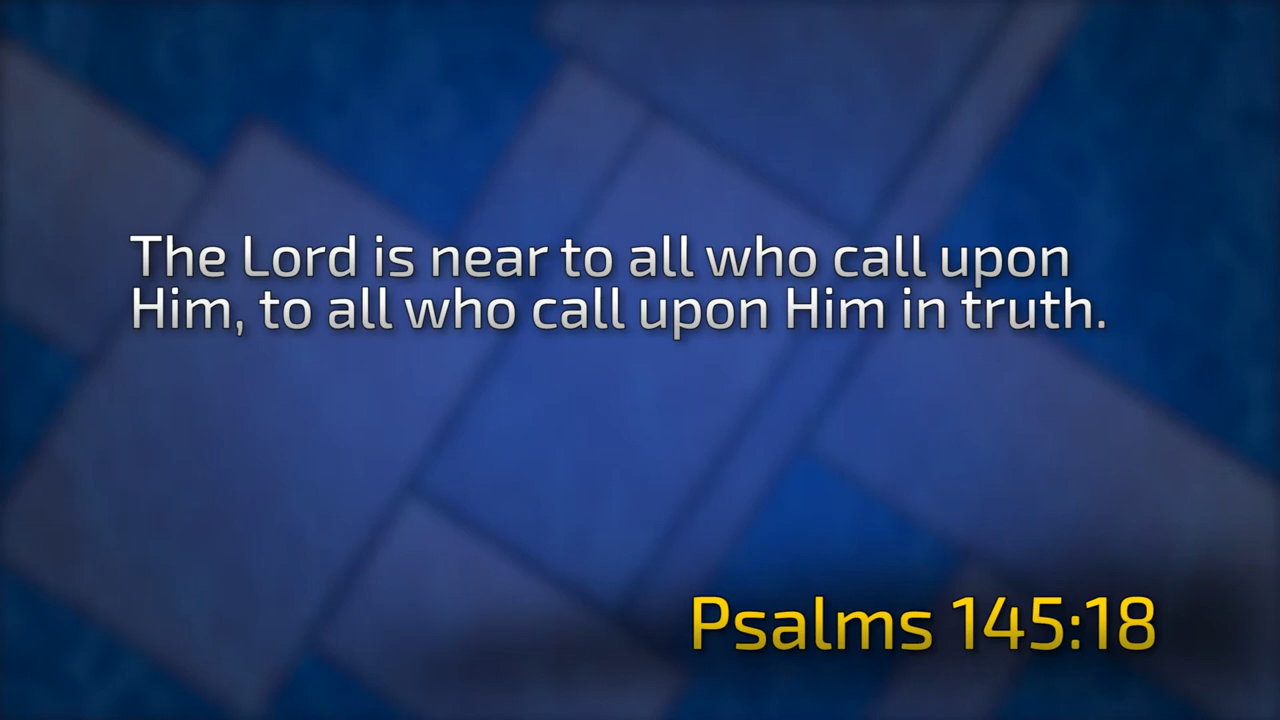 The Lord is near to all who call upon
Him, to all who call upon Him in truth.
Psalms 145:18